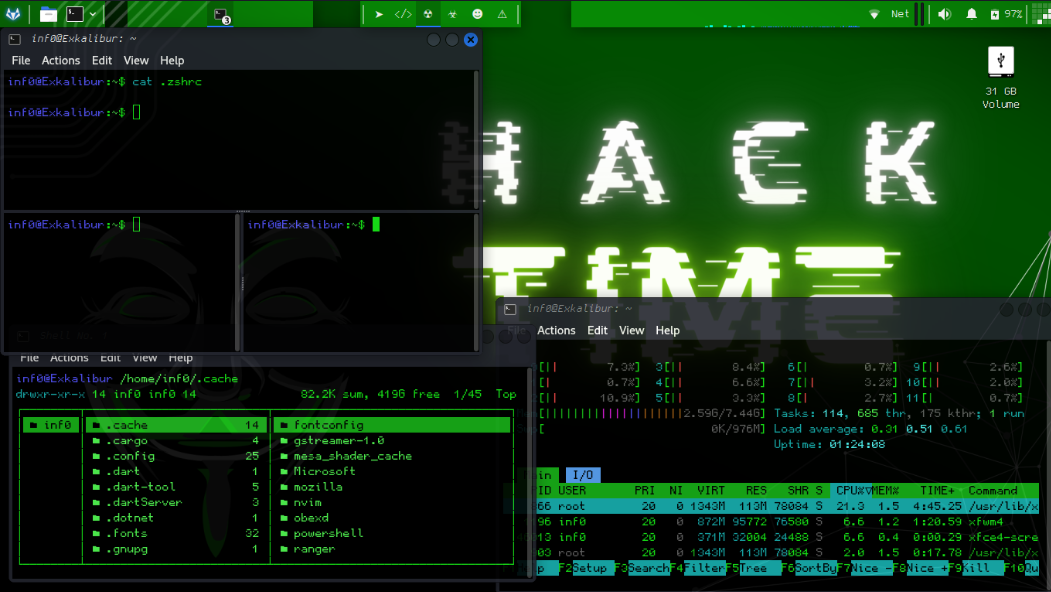 3
Net
97%
inf0@Exkalibur: ~
File Actions Edit View Help
inf0@Exkalibur:~$ cat .zshrc
inf0@Exkalibur:~$
inf0@Exkalibur:~$
inf0@Exkalibur:~$
31 GB
Volume
HACK
TIME
inf0@Exkalibur: ~
Actions Edit View Help
File Actions Edit View Help
inf0@Exkalibur /home/inf0/.cache
drwxr-xr-x 14 inf0 inf0 14 82.2K sum, 419G free 1/45 Top
inf0 .cache 14 fontconfig
.cargo 4 gstreamer-1.0
.config 25 mesa_shader_cache
.dart 1 Microsoft
.dart-tool 5 mozilla
.dartServer 3 nvim
.dotnet 1 obexd
.fonts 32 powershell
.gnupg 1 ranger
[|| 7.3%] 3[|| 8.4%] 6[ 0.7%] 9[|| 2.6%]
[| 0.7%] 4[|| 6.6%] 7[|| 3.2%] 10[|| 2.0%]
[|| 10.9%] 5[|| 3.3%] 8[| 2.7%] 11[| 0.7%]
2.59G/7.44G] Tasks: 114, 685 thr, 175 kthr; 1 run
0K/976M] Load average: 0.31 0.51 0.61
Uptime: 01:24:08
I/O
USER PRI NI VIRT RES SHR S CPU%▽MEM% TIME+ Command
66 root 20 0 1343M 113M 78084 S 21.3 1.5 4:45.25 /usr/lib/x
96 inf0 20 0 872M 95772 76580 S 6.6 1.2 1:20.59 xfwm4
13 inf0 20 0 371M 32004 24488 S 6.6 0.4 0:00.29 xfce4-scre
03 root 20 0 1343M 113M 78084 S 2.0 1.5 0:17.78 /usr/lib/x
F2Setup F3SearchF4FilterF5Tree F6SortByF7Nice -F8Nice +F9Kill F10Qu